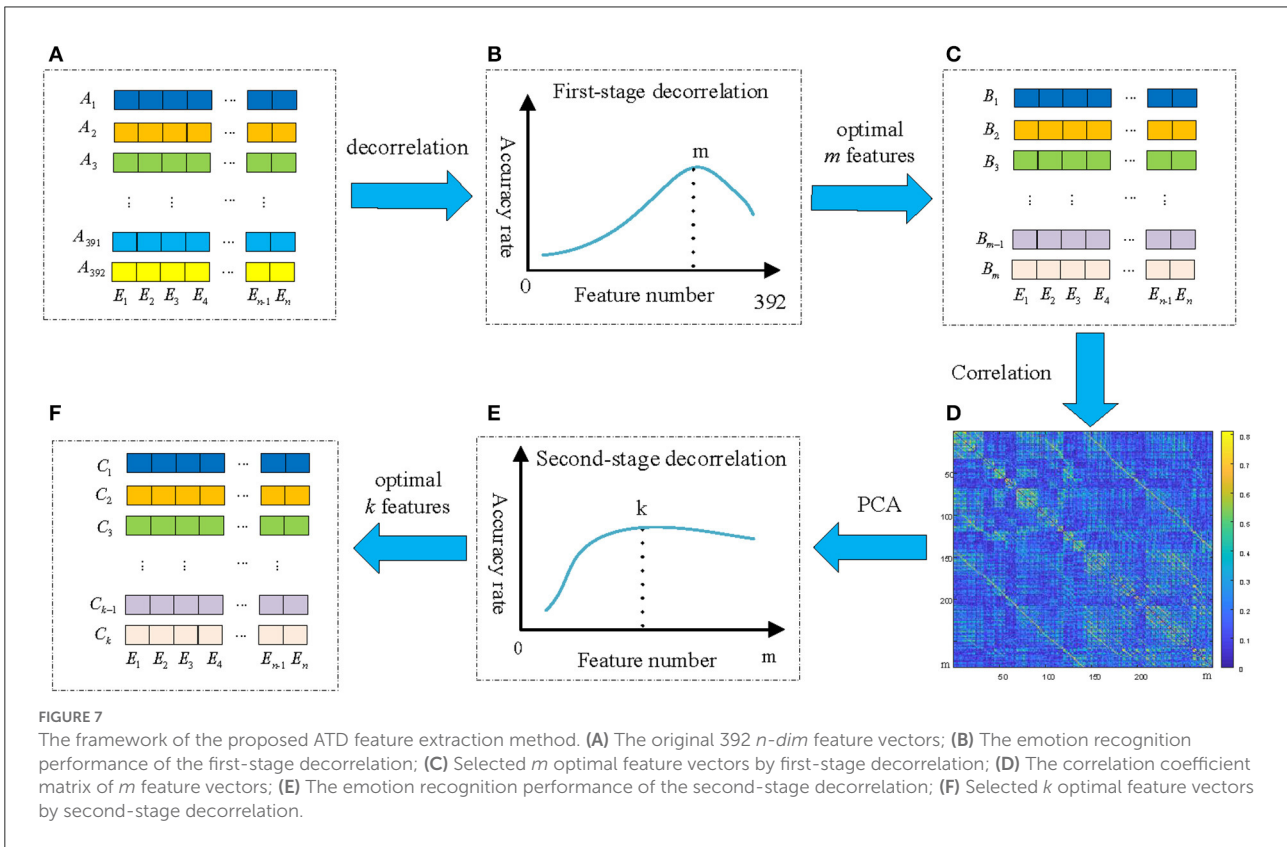 A
A1
A2
A3
⋮ ⋮ ⋮ ⋮
A391
A392
... 
...
...
...
...
E1 E2 E3 E4 En-1 En
decorrelation
B
First-stage decorrelation
Accuracy rate
m
0
Feature number
392
optimal
m features
C
B1
B2
B3
⋮ ⋮ ⋮ ⋮
Bm-1
Bm
...
...
...
...
...
E1 E2 E3 E4 En-1 En
Correlation
D
50
100
150
200
m
50 100 150 200 m
0.8
0.7
0.6
0.5
0.4
0.3
0.2
0.1
0
PCA
E
Second-stage decorrelation
Accuracy rate
k
0
Feature number
m
optimal
k features
F
C1
C2
C3
⋮ ⋮ ⋮ ⋮
Ck-1
Ck
...
...
...
...
...
E1 E2 E3 E4 En-1 En
FIGURE 7
The framework of the proposed ATD feature extraction method. (A) The original 392 n-dim feature vectors; (B) The emotion recognition
performance of the first-stage decorrelation; (C) Selected m optimal feature vectors by first-stage decorrelation; (D) The correlation coefficient
matrix of m feature vectors; (E) The emotion recognition performance of the second-stage decorrelation; (F) Selected k optimal feature vectors
by second-stage decorrelation.